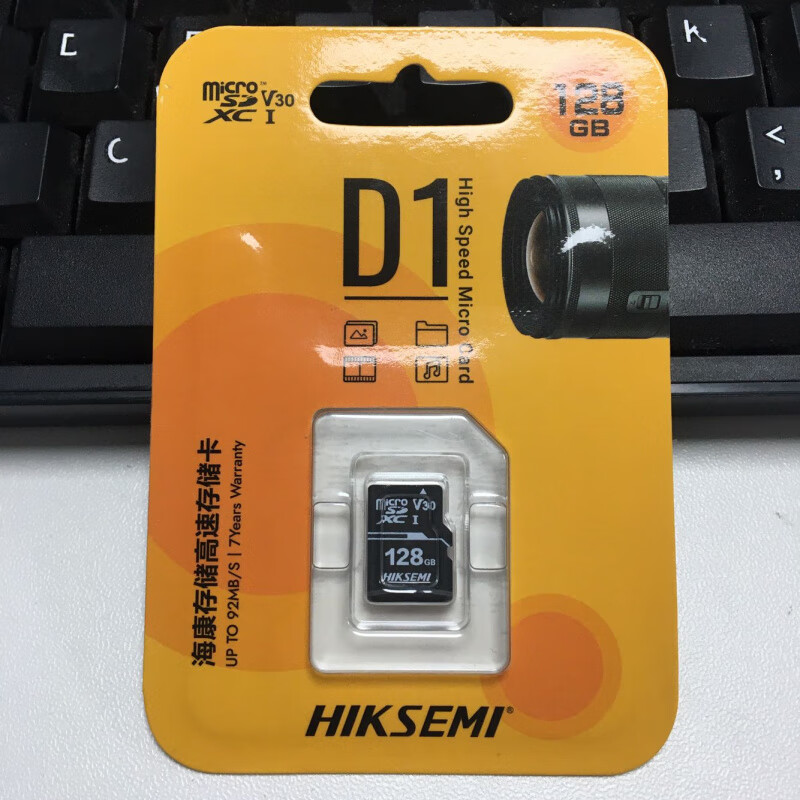 C
K
C
<
,
micro
SD V30
XC I
128
GB
D1
High Speed Micro Card
海康存储高速存储卡
UP TO 92MB/S | 7Years Warranty
micro
SD V30
XC I
128GB
HIKSEMI
HIKSEMI®